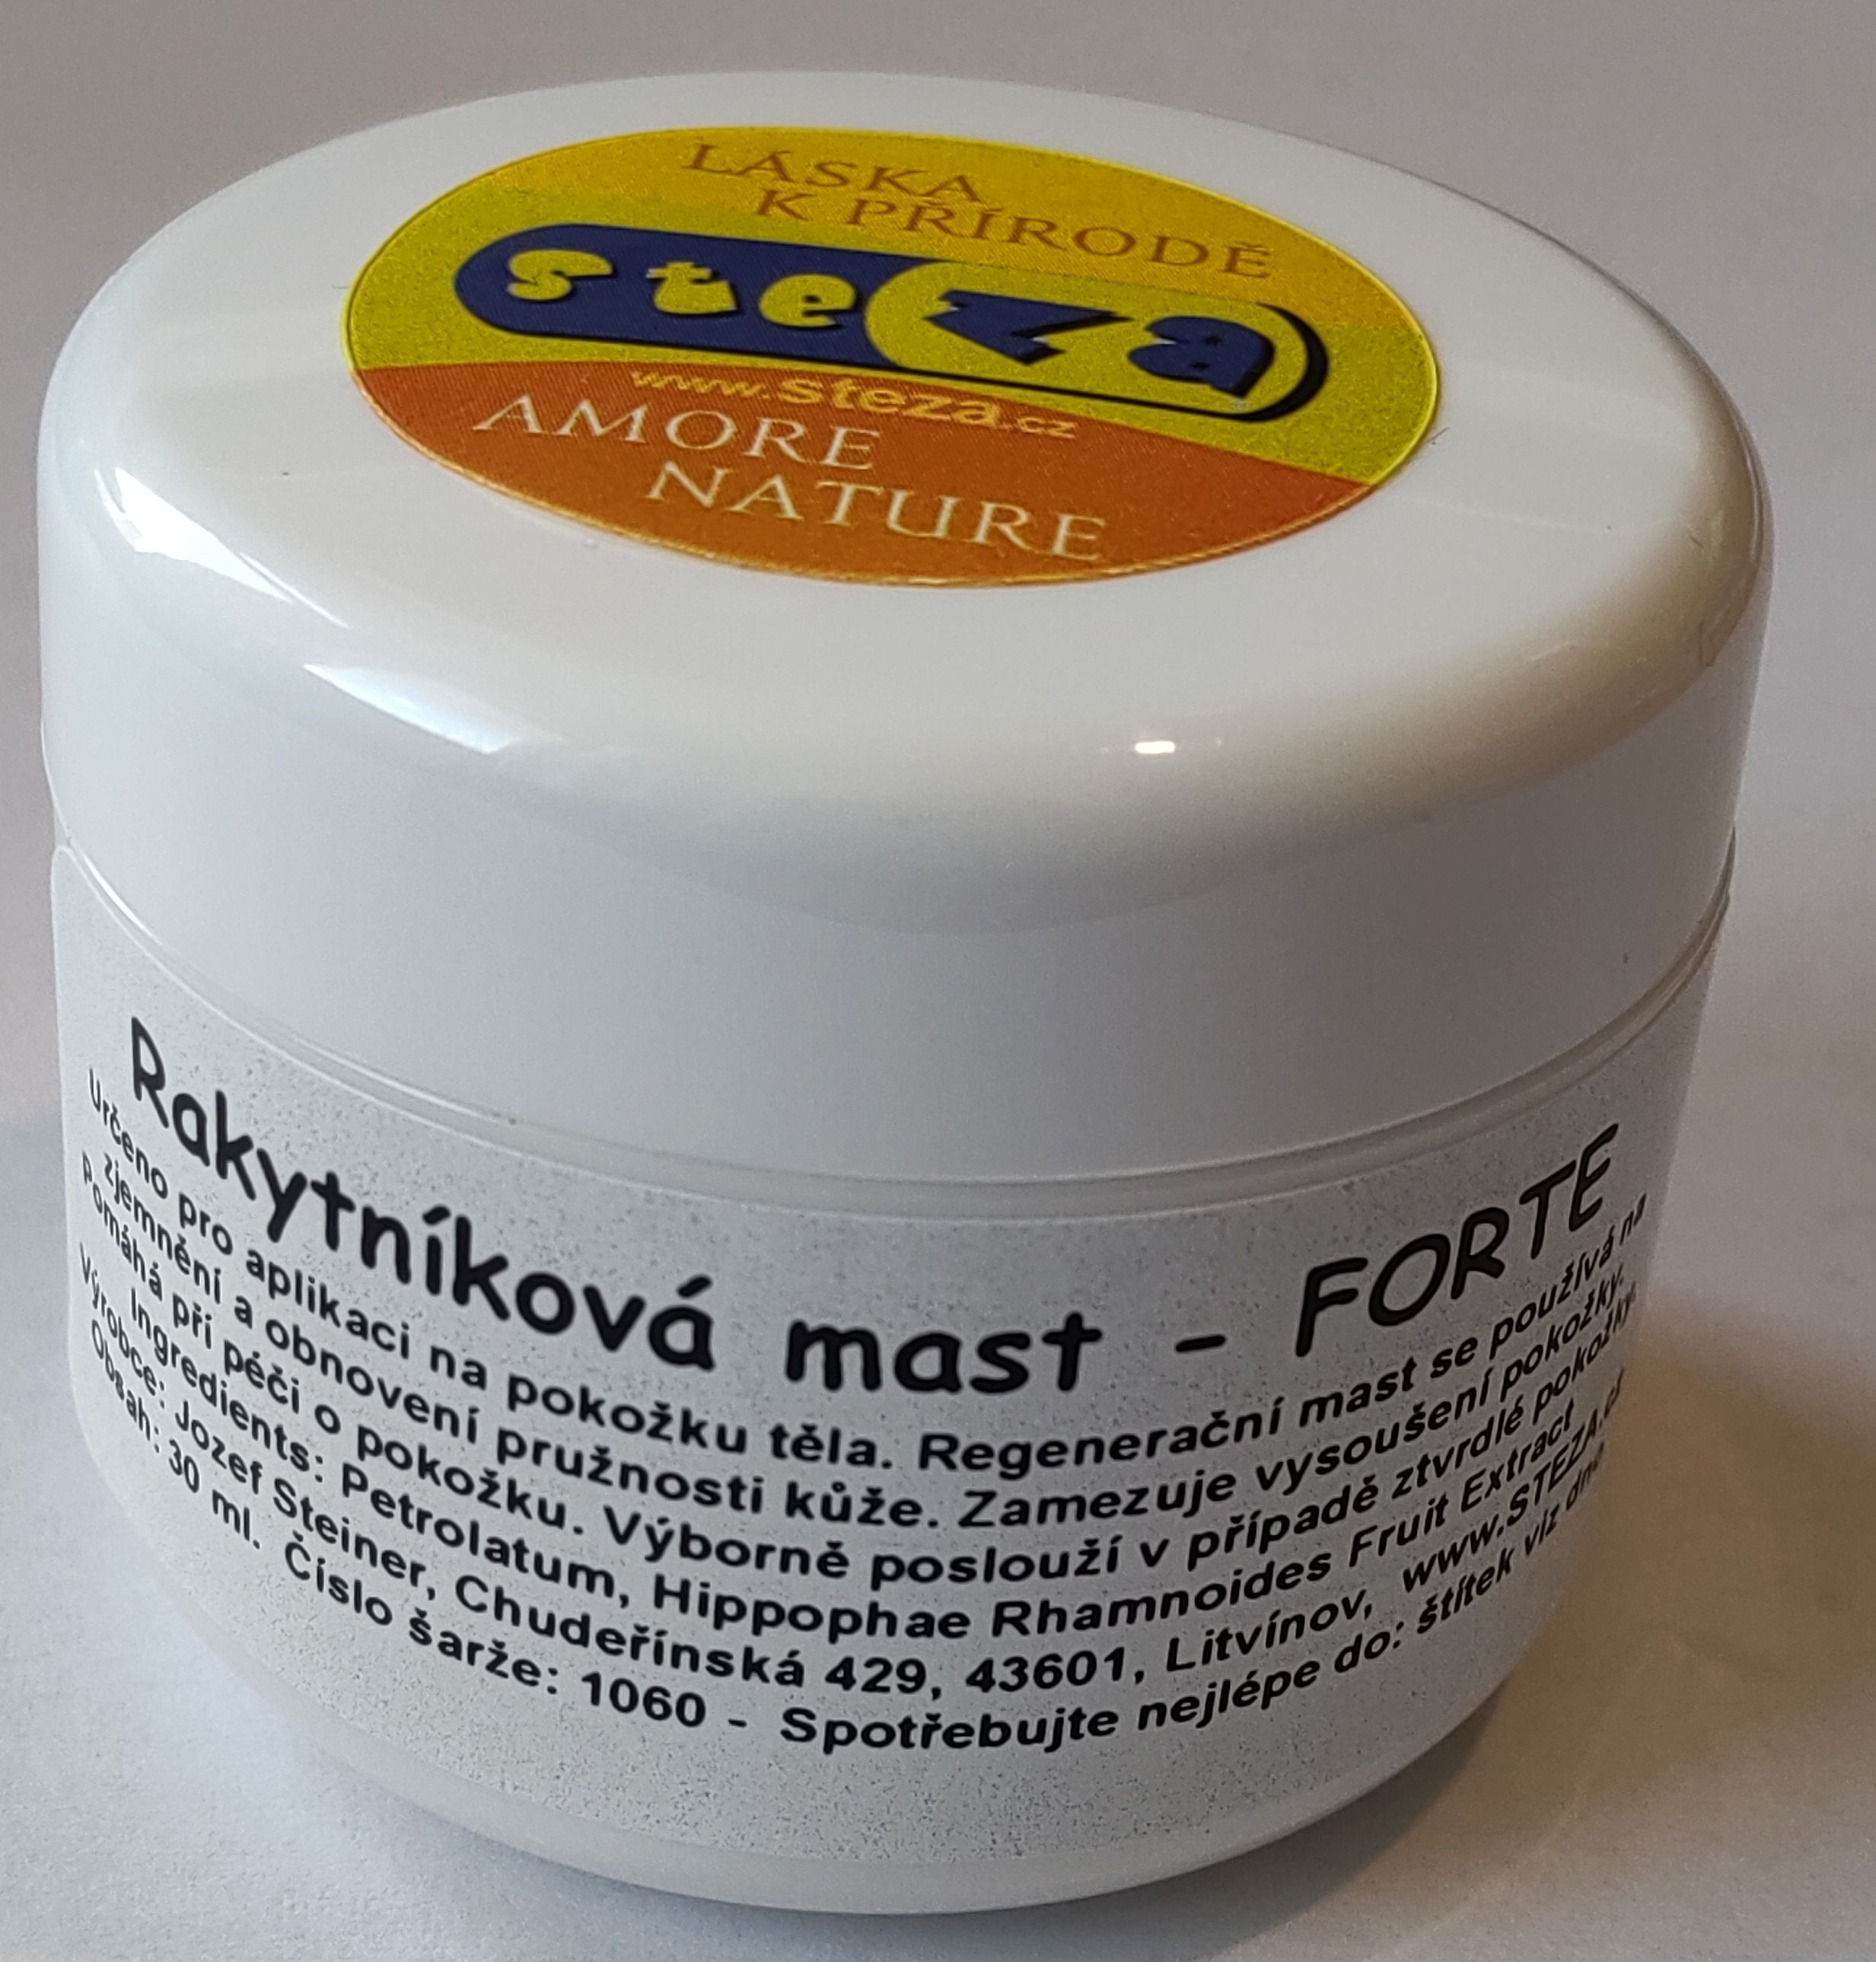 LÁSKA
K PŘÍRODĚ
steza
www.steza.cz
AMORE
NATURE
Rakytníková mast - FORTE
Určeno pro aplikaci na pokožku těla. Regenerační mast se používá na
zjemnění a obnovení pružnosti kůže. Zamezuje vysoušení pokožky.
Pomáhá při péči o pokožku. Výborně poslouží v případě ztvrdlé pokožky.
Ingredients: Petrolatum, Hippophae Rhamnoides Fruit Extract
Výrobce: Jozef Steiner, Chudeřínská 429, 43601, Litvínov, www.STEZA.cz
Obsah: 30 ml. Číslo šarže: 1060 - Spotřebujte nejlépe do: štítek viz dno